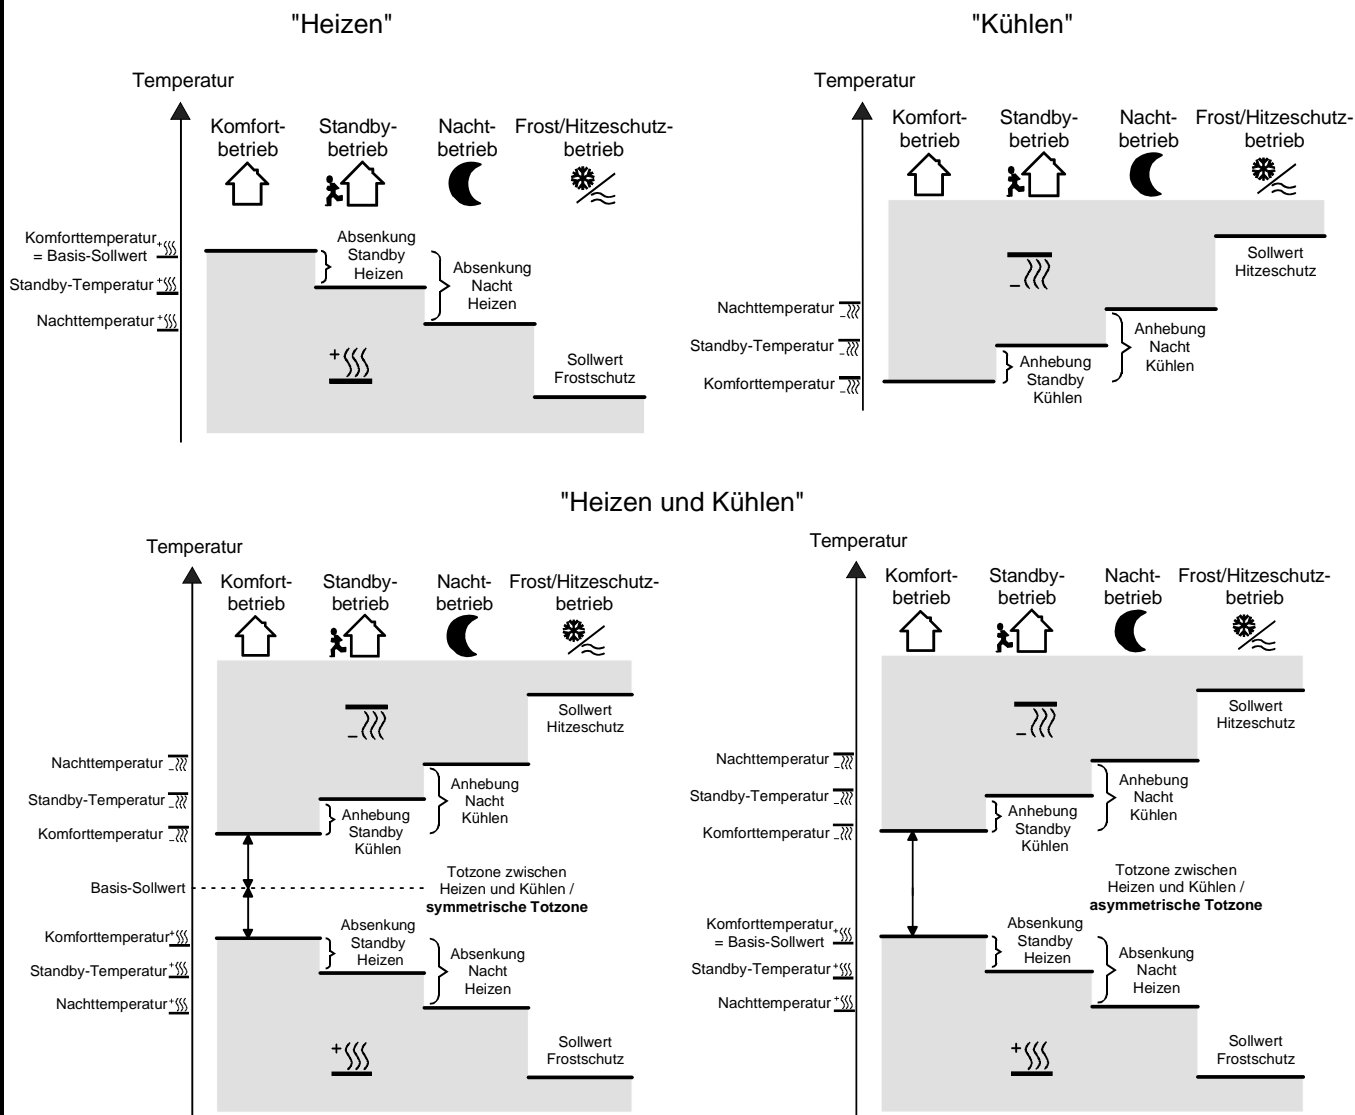 "Heizen"
Temperatur
Komfort-
betrieb
Standby-
betrieb
Nacht-
betrieb
Frost/Hitzeschutz-
betrieb
Komforttemperatur
= Basis-Sollwert
Standby-Temperatur
Nachttemperatur
Absenkung
Standby
Heizen
Absenkung
Nacht
Heizen
Sollwert
Frostschutz
"Kühlen"
Temperatur
Komfort-
betrieb
Standby-
betrieb
Nacht-
betrieb
Frost/Hitzeschutz-
betrieb
Sollwert
Hitzeschutz
Nachttemperatur
Standby-Temperatur
Komforttemperatur
Anhebung
Standby
Kühlen
Anhebung
Nacht
Kühlen
"Heizen und Kühlen"
Temperatur
Komfort-
betrieb
Standby-
betrieb
Nacht-
betrieb
Frost/Hitzeschutz-
betrieb
Sollwert
Hitzeschutz
Nachttemperatur
Standby-Temperatur
Komforttemperatur
Anhebung
Standby
Kühlen
Anhebung
Nacht
Kühlen
Basis-Sollwert
Totzone zwischen
Heizen und Kühlen /
symmetrische Totzone
Komforttemperatur
Standby-Temperatur
Nachttemperatur
Absenkung
Standby
Heizen
Absenkung
Nacht
Heizen
Sollwert
Frostschutz
Temperatur
Komfort-
betrieb
Standby-
betrieb
Nacht-
betrieb
Frost/Hitzeschutz-
betrieb
Sollwert
Hitzeschutz
Nachttemperatur
Standby-Temperatur
Komforttemperatur
Anhebung
Standby
Kühlen
Anhebung
Nacht
Kühlen
Totzone zwischen
Heizen und Kühlen /
asymmetrische Totzone
Komforttemperatur
= Basis-Sollwert
Standby-Temperatur
Nachttemperatur
Absenkung
Standby
Heizen
Absenkung
Nacht
Heizen
Sollwert
Frostschutz